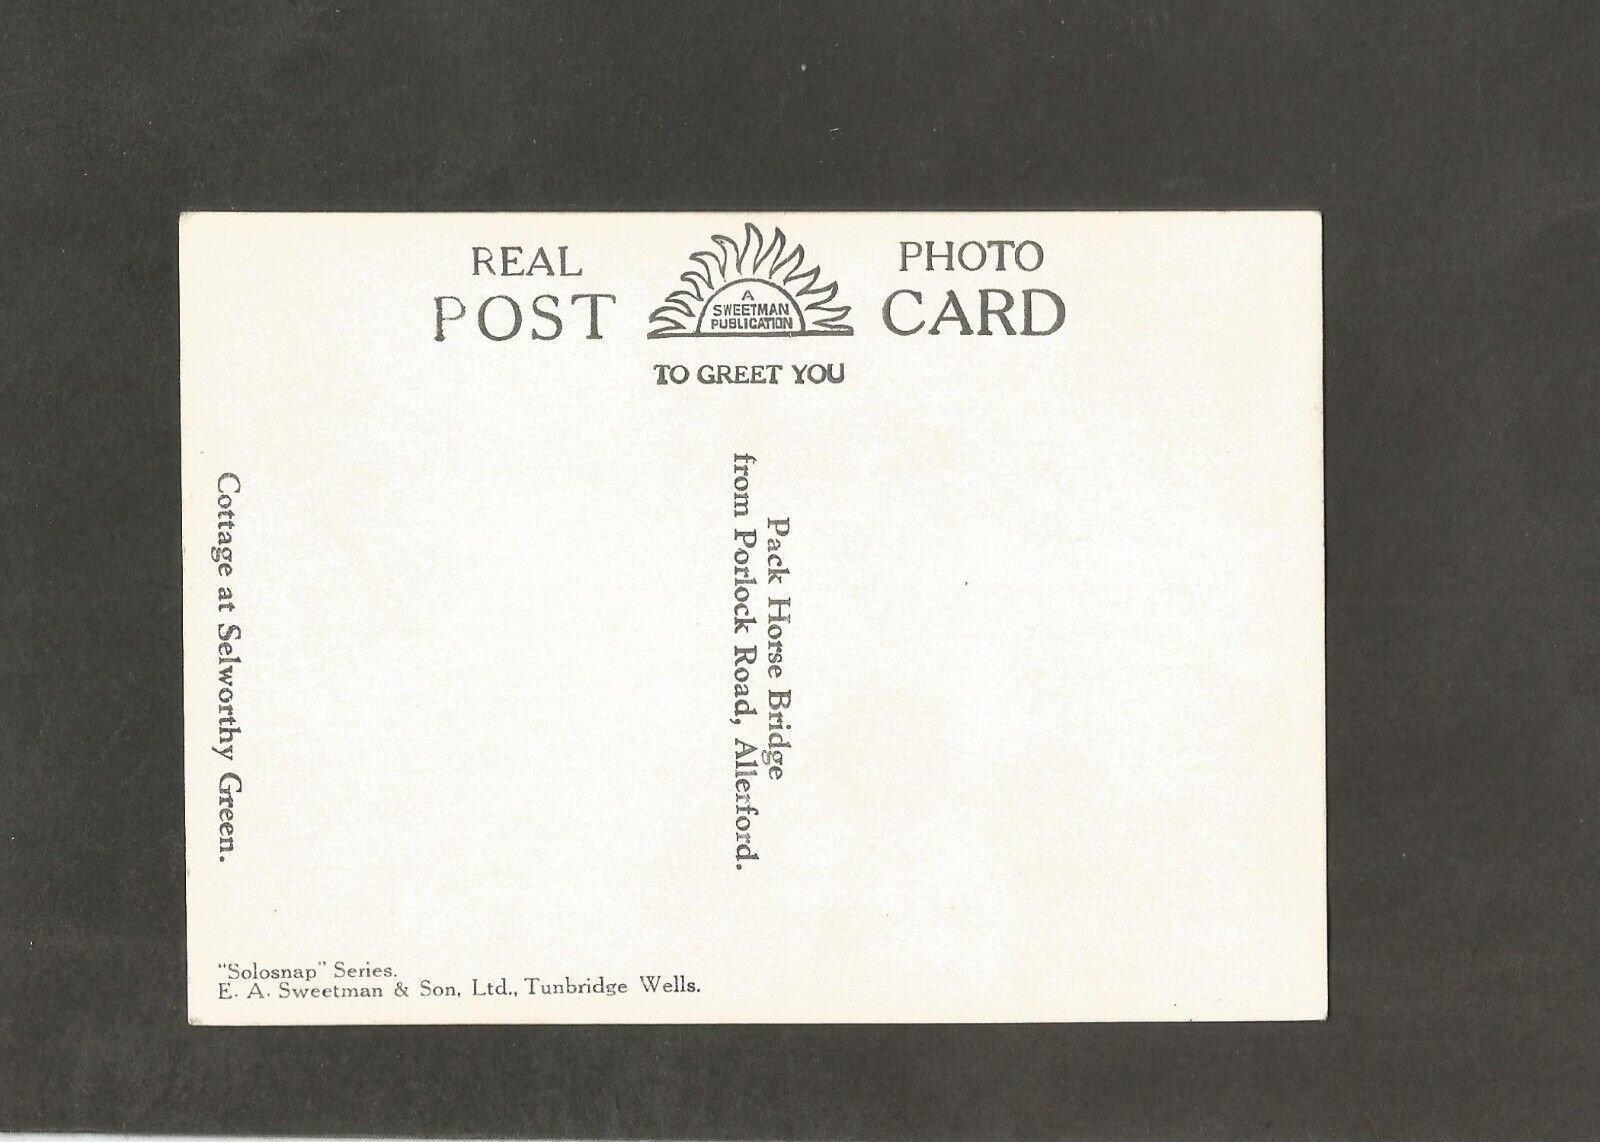 REAL
PHOTO
POST
CARD
A
SWEETMAN
PUBLICATION
TO GREET YOU
Cottage at Selworthy Green.
Pack Horse Bridge
from Porlock Road, Allerford.
"Solosnap" Series.
E. A. Sweetman & Son, Ltd., Tunbridge Wells.